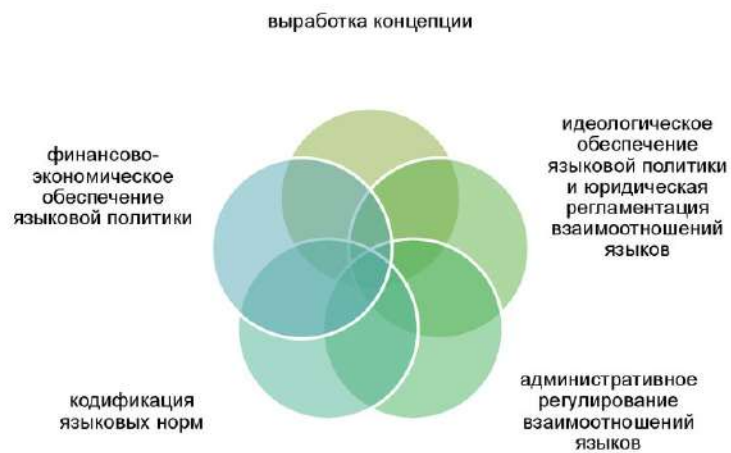 выработка концепции
идеологическое
обеспечение
языковой политики
и юридическая
регламентация
взаимоотношений
языков
административное
регулирование
взаимоотношений
языков
кодификация
языковых норм
финансово-
экономическое
обеспечение
языковой политики